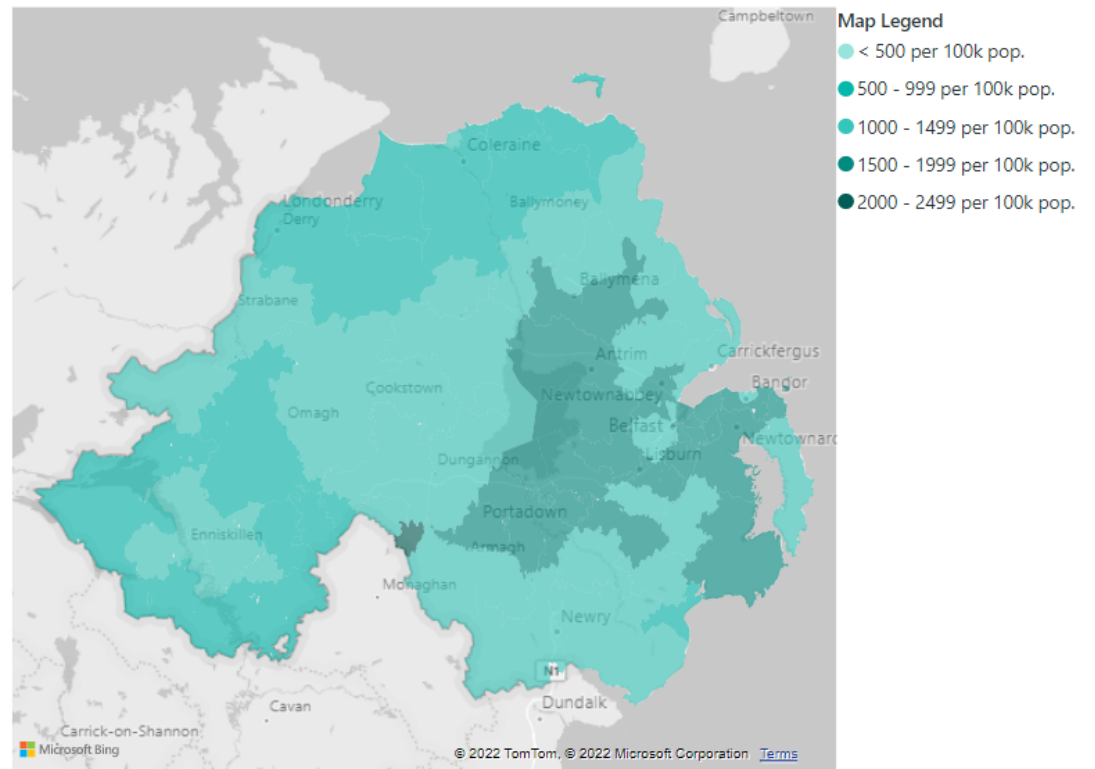 Campbeltown
Map Legend
< 500 per 100k pop.
500 - 999 per 100k pop.
1000 - 1499 per 100k pop.
1500 - 1999 per 100k pop.
2000 - 2499 per 100k pop.
Coleraine
Londonderry
Derry
Ballymoney
Ballymena
Strabane
Antrim
Carrickfergus
Cookstown
Newtownabbey
Bandor
Omagh
Belfast
Newtownard
Dungannon
Lisburn
Portadown
Enniskillen
Armagh
Monaghan
Newry
N1
Cavan
Dundalk
Carrick-on-Shannon
Microsoft Bing
© 2022 TomTom, © 2022 Microsoft Corporation Terms